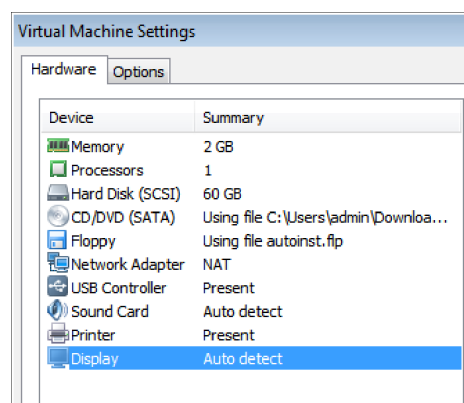 Virtual Machine Settings
Hardware Options
Device Summary
Memory 2 GB
Processors 1
Hard Disk (SCSI) 60 GB
CD/DVD (SATA) Using file C:\Users\admin\Downloa...
Floppy Using file autoinst.flp
Network Adapter NAT
USB Controller Present
Sound Card Auto detect
Printer Present
Display Auto detect